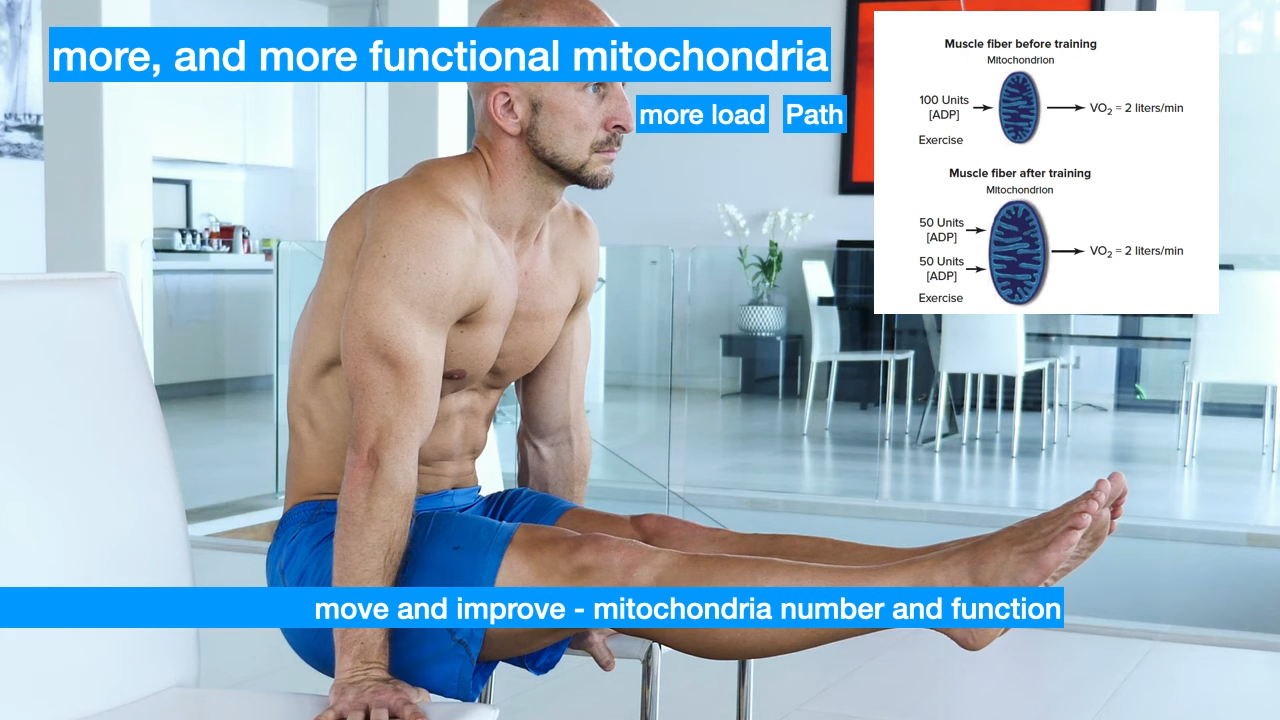 more, and more functional mitochondria
more load Path
Muscle fiber before training
Mitochondrion
100 Units
[ADP]
VO2 = 2 liters/min
Exercise
Muscle fiber after training
Mitochondrion
50 Units
[ADP]
VO2 = 2 liters/min
50 Units
[ADP]
Exercise
move and improve - mitochondria number and function